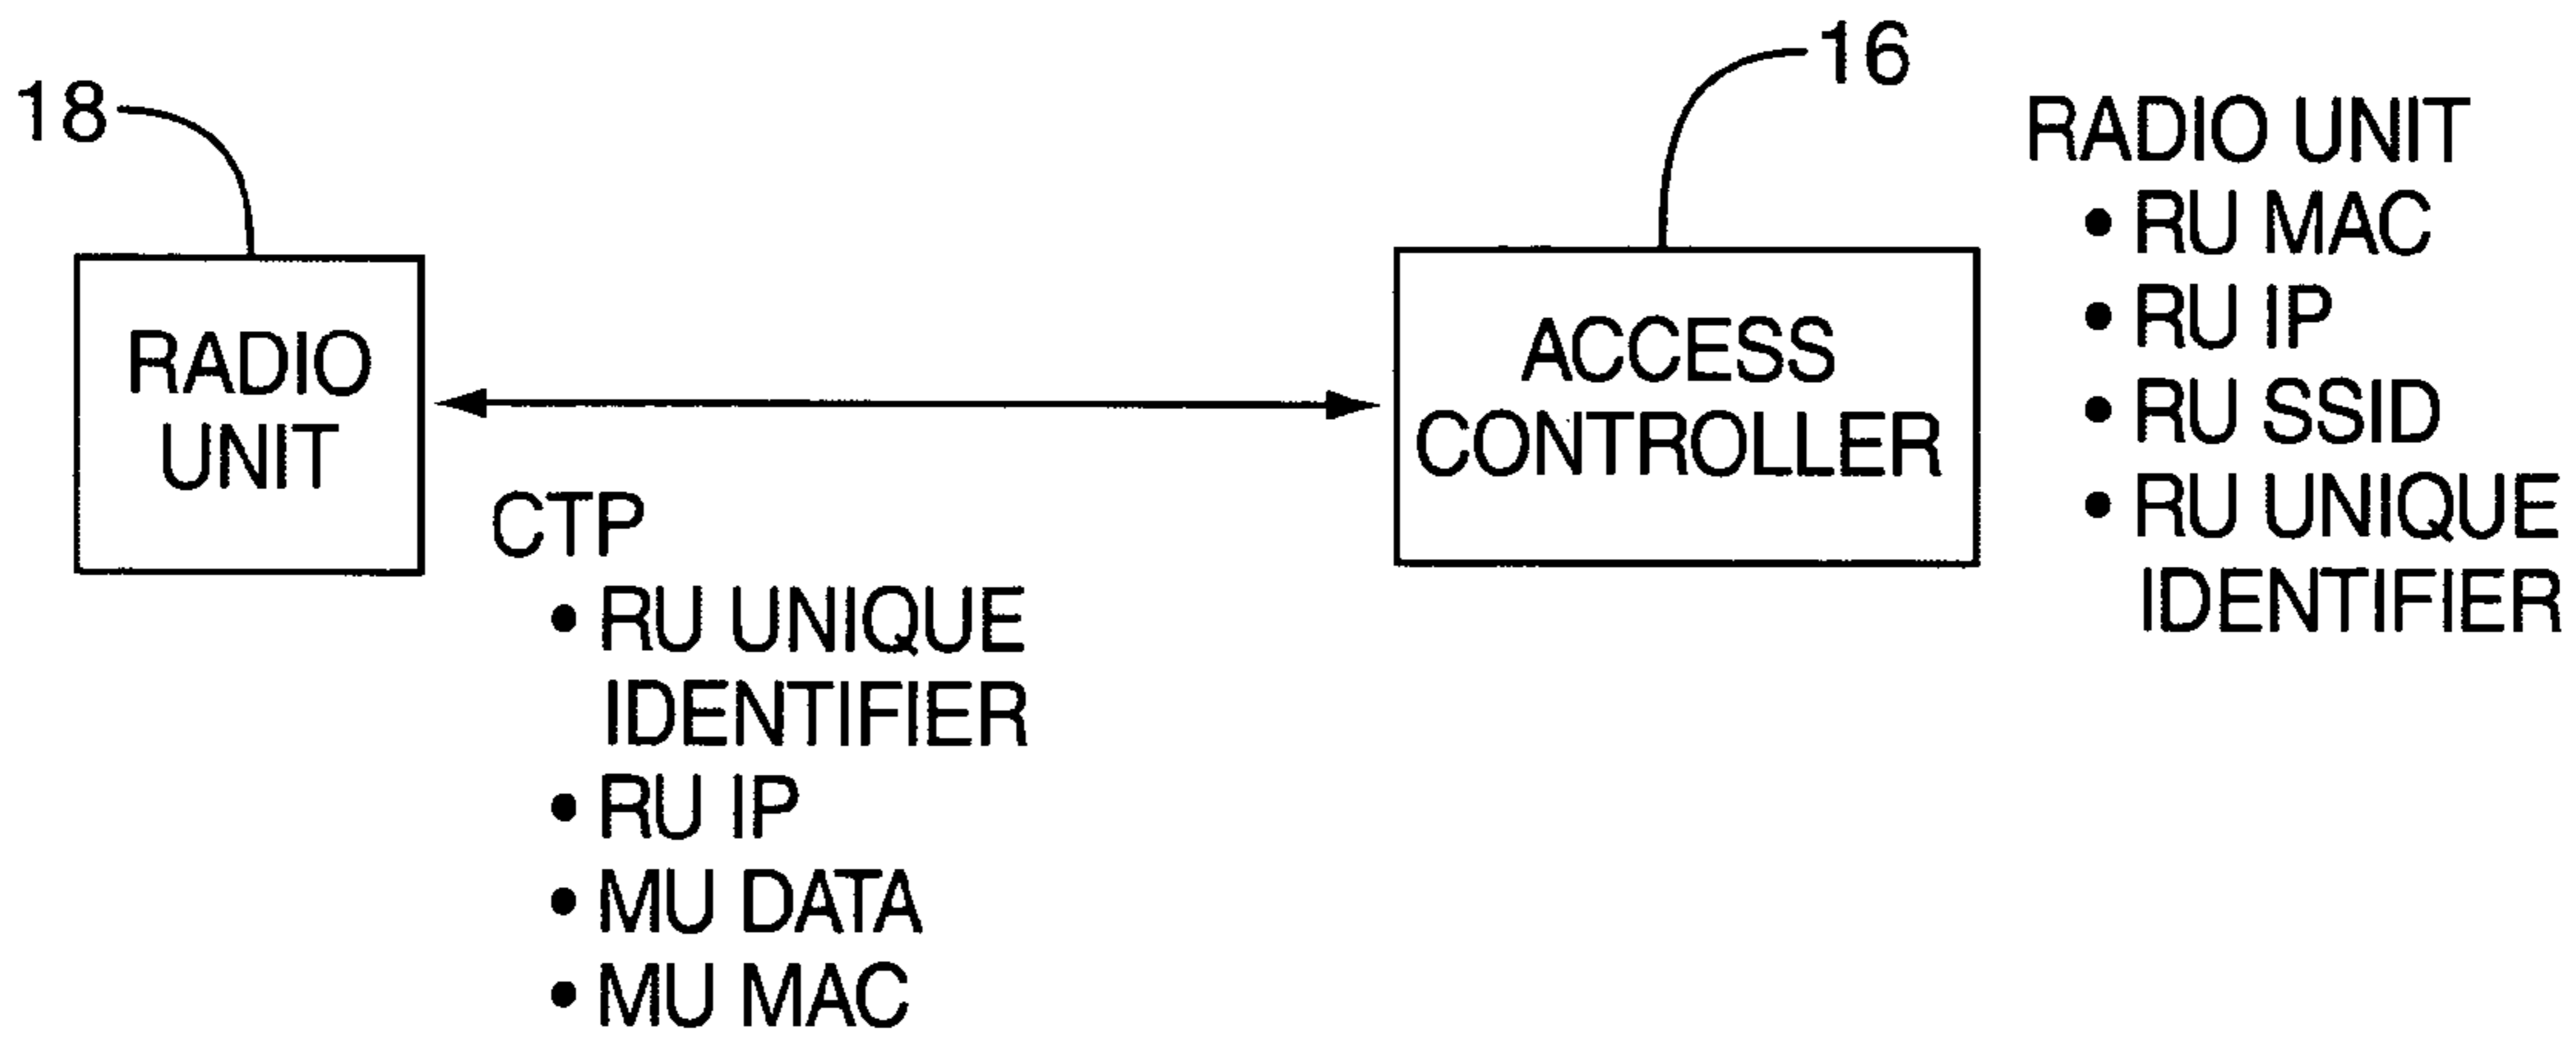 18
16
RADIO UNIT
• RU MAC
• RU IP
• RU SSID
• RU UNIQUE
IDENTIFIER
RADIO
UNIT
ACCESS
CONTROLLER
CTP
• RU UNIQUE
IDENTIFIER
• RU IP
• MU DATA
• MU MAC